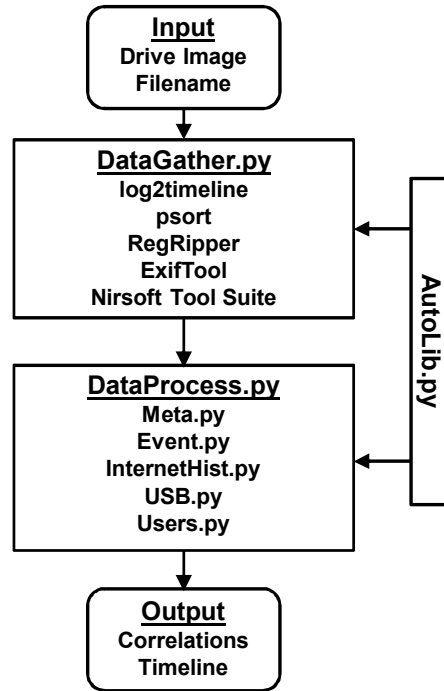 Input
Drive Image
Filename
DataGather.py
log2timeline
psort
RegRipper
ExifTool
Nirsoft Tool Suite
AutoLib.py
DataProcess.py
Meta.py
Event.py
InternetHist.py
USB.py
Users.py
Output
Correlations
Timeline